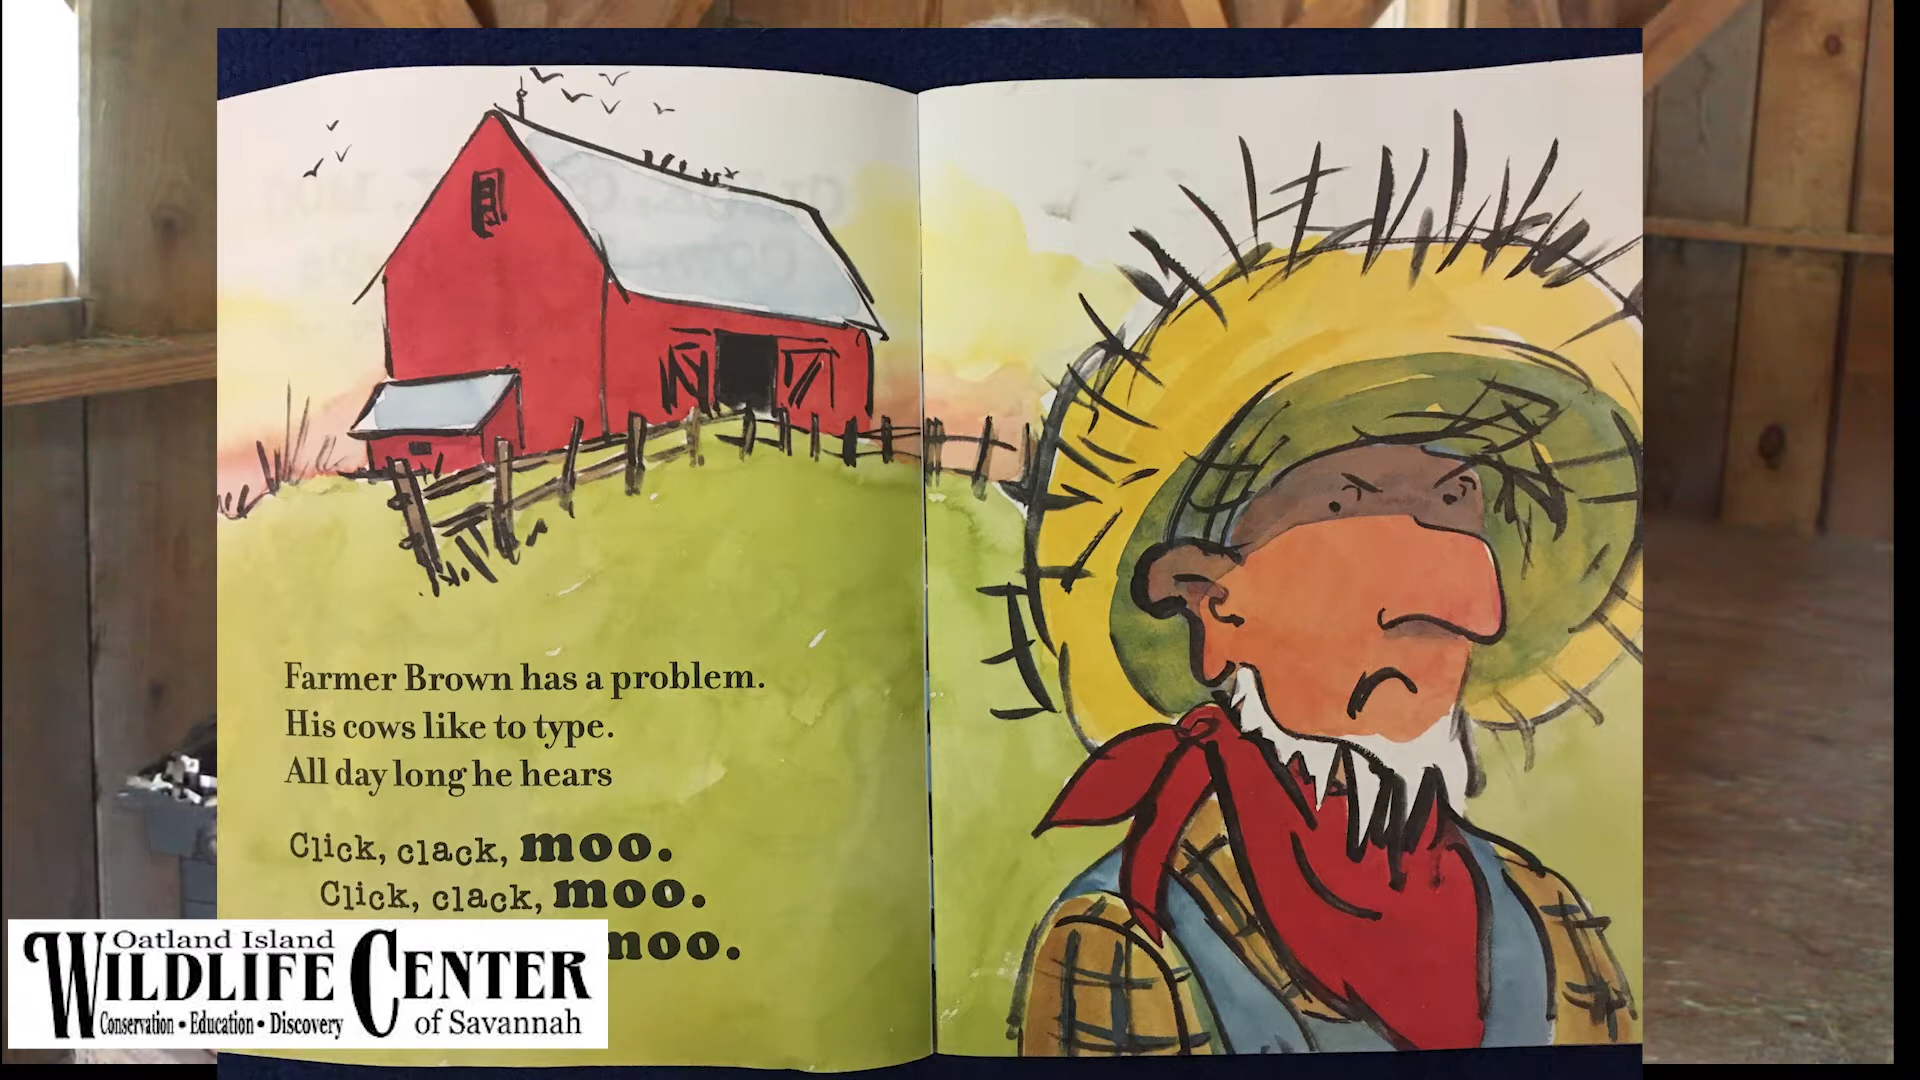 Farmer Brown has a problem.
His cows like to type.
All day long he hears
Click, clack, moo.
Click, clack, moo.
moo.
Oatland Island
WILDLIFE CENTER
Conservation • Education • Discovery
of Savannah